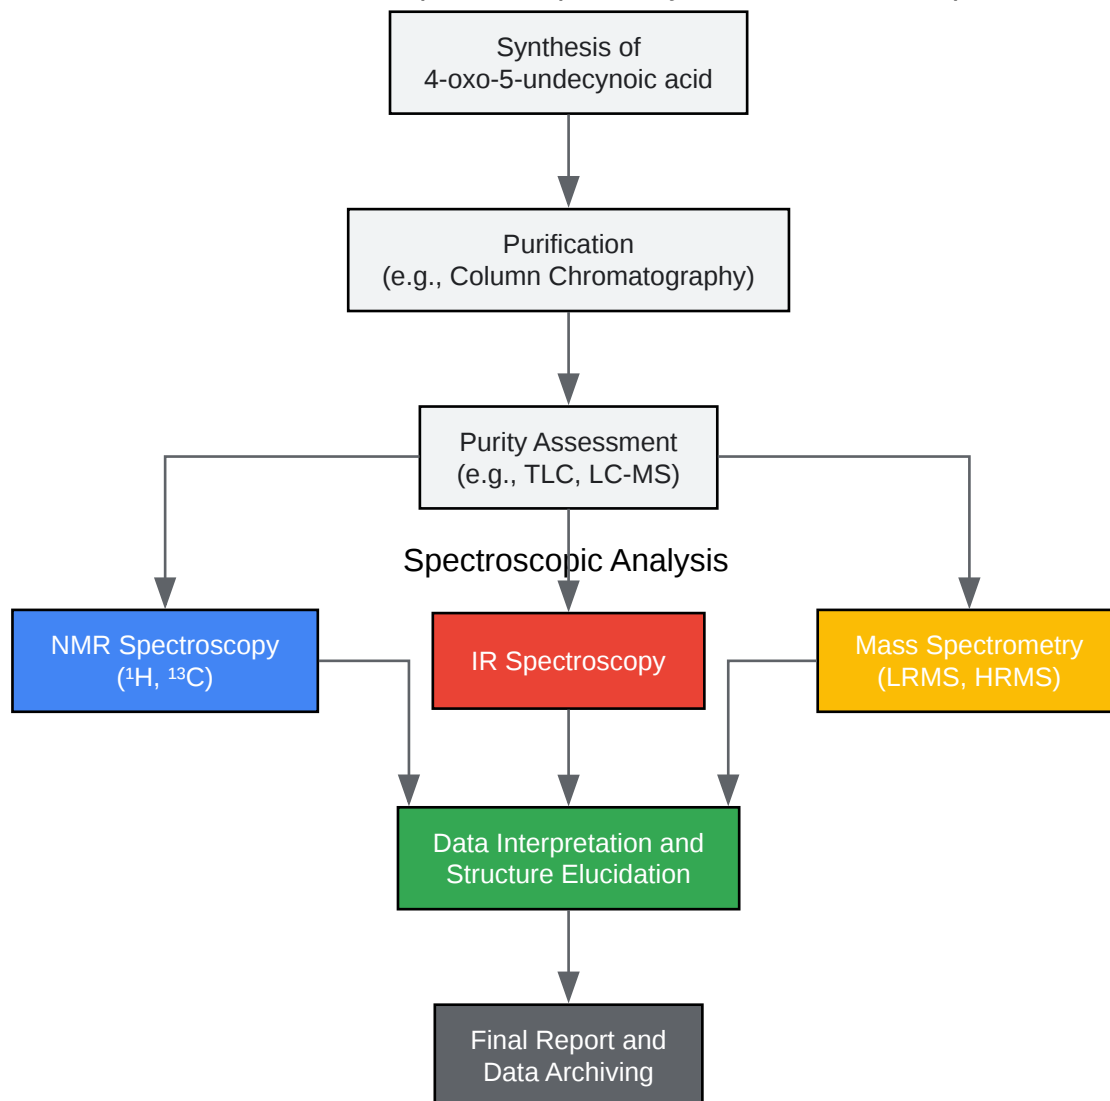 Synthesis of
4-oxo-5-undecynoic acid
Purification
(e.g., Column Chromatography)
Purity Assessment
(e.g., TLC, LC-MS)
Spectroscopic Analysis
NMR Spectroscopy
(¹H, ¹³C)
IR Spectroscopy
Mass Spectrometry
(LRMS, HRMS)
Data Interpretation and
Structure Elucidation
Final Report and
Data Archiving